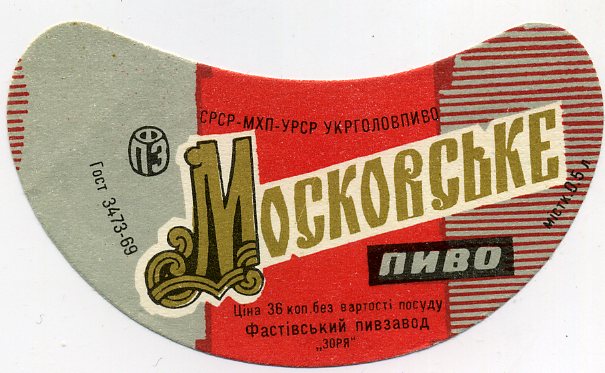 СРСР-МХП-УРСР УКРГОЛОВПИВО
ПЗ
Гост 3473-69
Московське
пиво
містк. 0,5 л
Ціна 36 коп. без вартості посуду
Фастівський пивзавод
„ЗОРЯ“